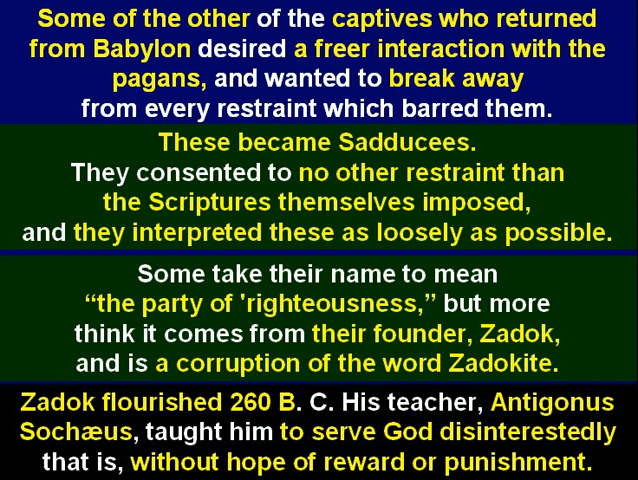 Some of the other of the captives who returned
from Babylon desired a freer interaction with the
pagans, and wanted to break away
from every restraint which barred them.
These became Sadducees.
They consented to no other restraint than
the Scriptures themselves imposed,
and they interpreted these as loosely as possible.
Some take their name to mean
“the party of 'righteousness,” but more
think it comes from their founder, Zadok,
and is a corruption of the word Zadokite.
Zadok flourished 260 B. C. His teacher, Antigonus
Sochæus, taught him to serve God disinterestedly
that is, without hope of reward or punishment.